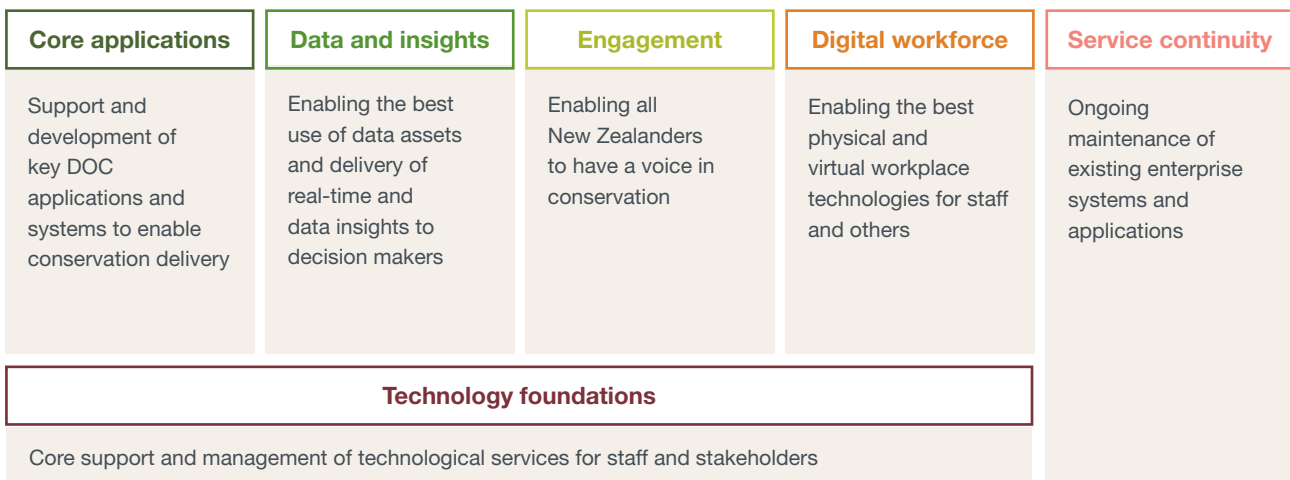 Core applications
Support and
development of
key DOC
applications and
systems to enable
conservation delivery
Data and insights
Enabling the best
use of data assets
and delivery of
real-time and
data insights to
decision makers
Engagement
Enabling all
New Zealanders
to have a voice in
conservation
Digital workforce
Enabling the best
physical and
virtual workplace
technologies for staff
and others
Service continuity
Ongoing
maintenance of
existing enterprise
systems and
applications
Technology foundations
Core support and management of technological services for staff and stakeholders